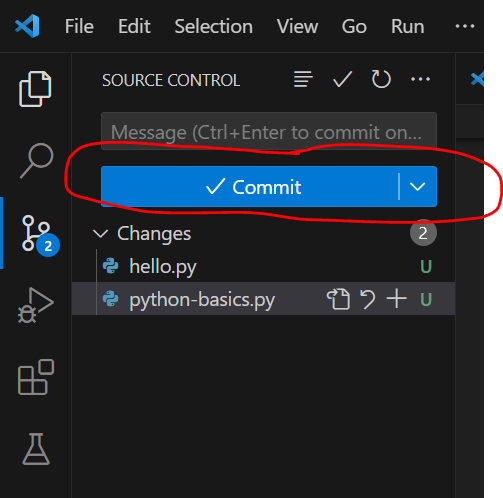 File Edit Selection View Go Run ...
SOURCE CONTROL
Message (Ctrl+Enter to commit on...
Commit
2
Changes 2
hello.py U
python-basics.py U